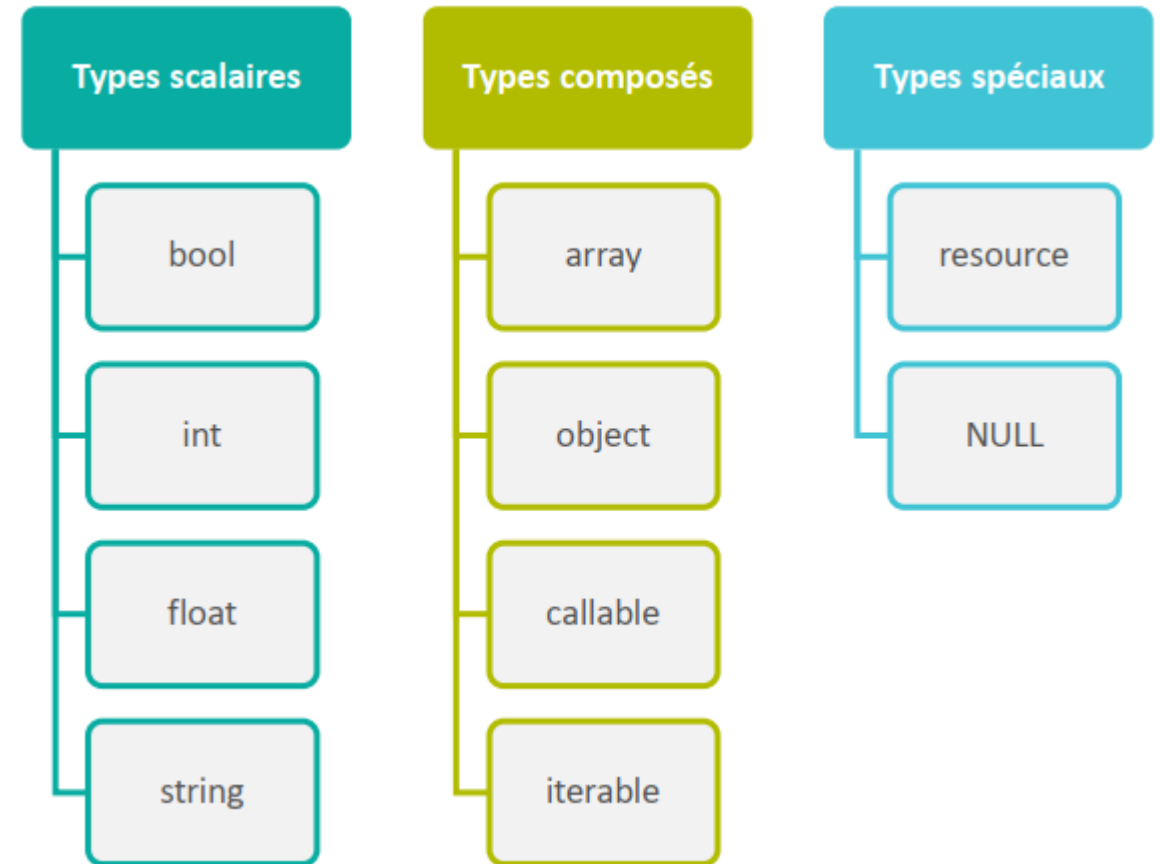 Types scalaires
bool
int
float
string
Types composés
array
object
callable
iterable
Types spéciaux
resource
NULL